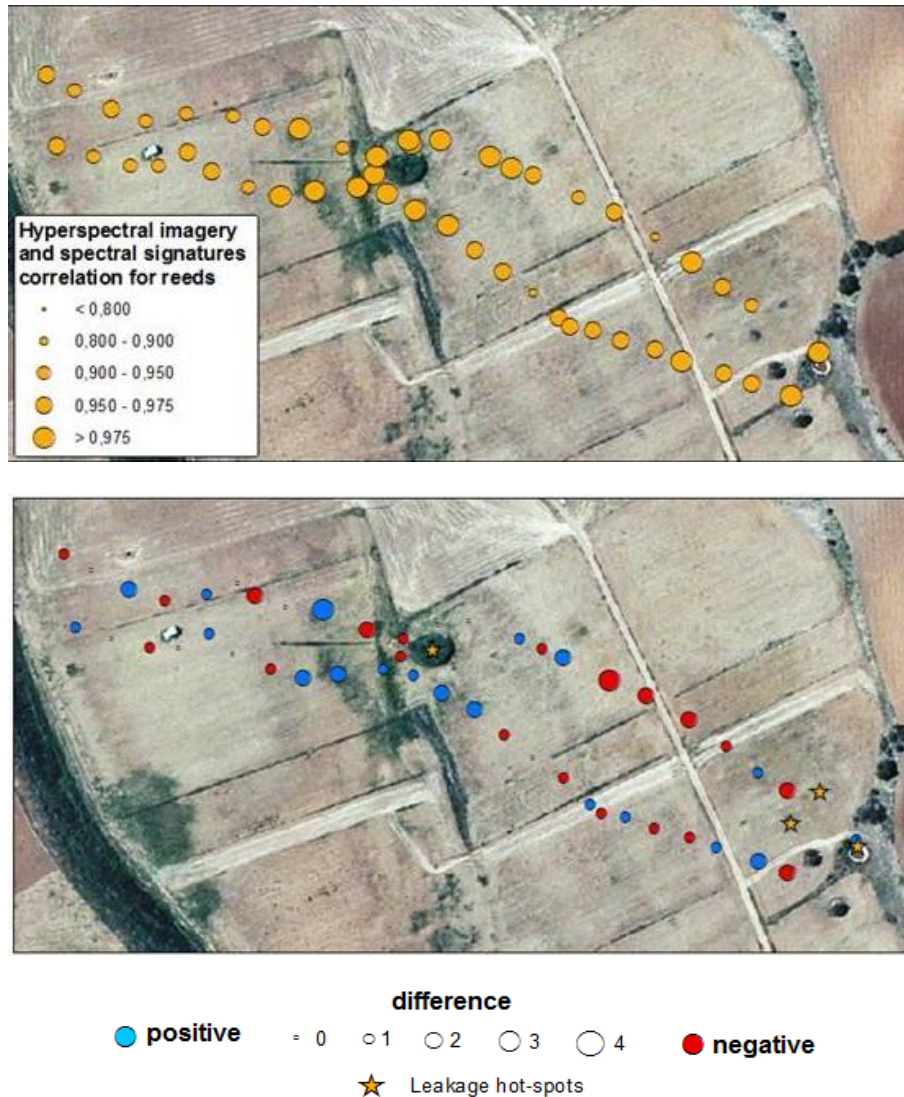 Hyperspectral imagery
and spectral signatures
correlation for reeds
< 0,800
0,800 - 0,900
0,900 - 0,950
0,950 - 0,975
> 0,975
difference
positive 0 1 2 3 4 negative
Leakage hot-spots